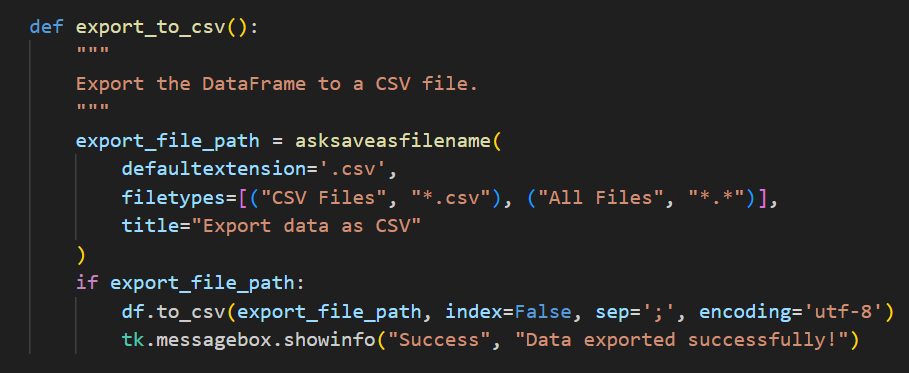 def export_to_csv():
    """
    Export the DataFrame to a CSV file.
    """
    export_file_path = asksaveasfilename(
        defaultextension='.csv',
        filetypes=[("CSV Files", "*.csv"), ("All Files", "*.*")],
        title="Export data as CSV"
    )
    if export_file_path:
        df.to_csv(export_file_path, index=False, sep=';', encoding='utf-8')
        tk.messagebox.showinfo("Success", "Data exported successfully!")